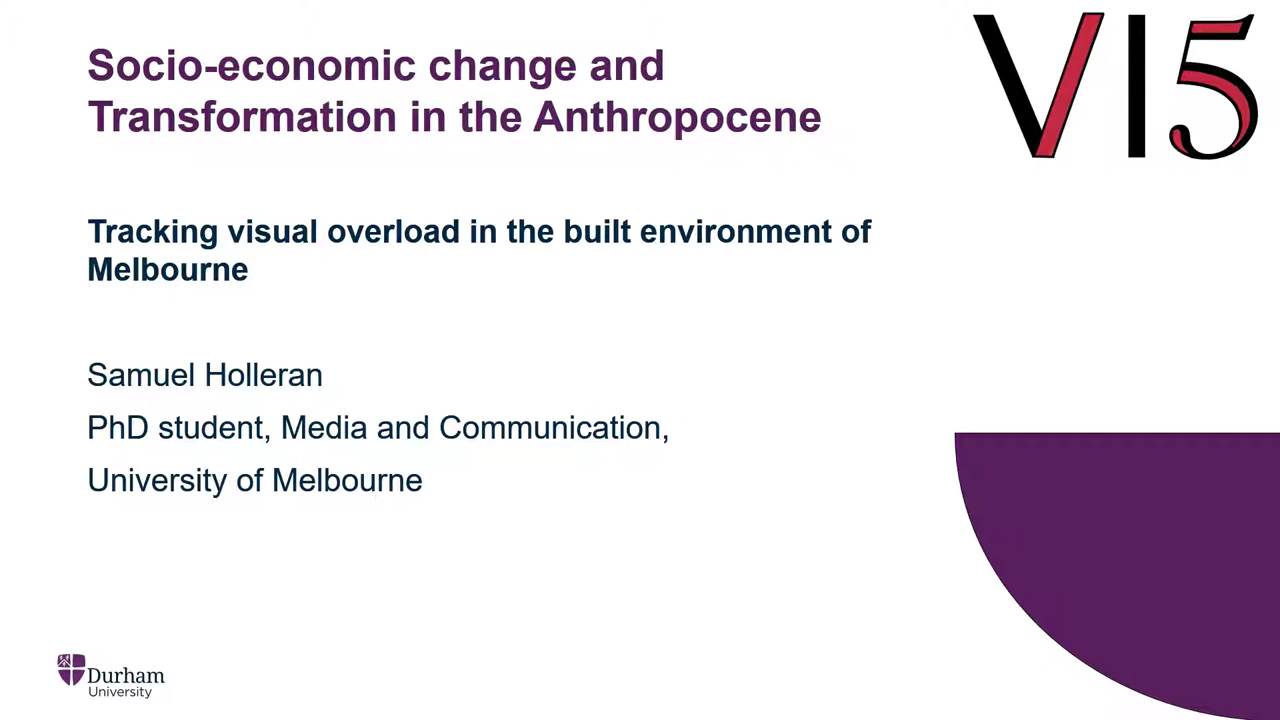 Socio-economic change and
Transformation in the Anthropocene
VI5
Tracking visual overload in the built environment of
Melbourne
Samuel Holleran
PhD student, Media and Communication,
University of Melbourne
Durham
University